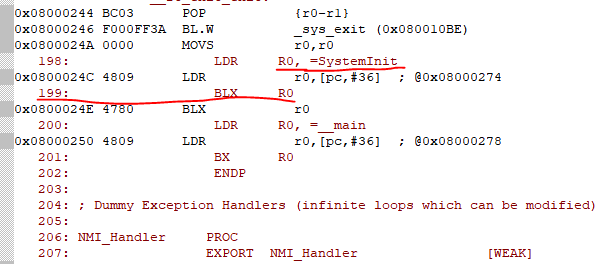 0x08000244 BC03 POP {r0-r1}
0x08000246 F000FF3A BL.W _sys_exit (0x080010BE)
0x0800024A 0000 MOVS r0,r0
198: LDR R0, =SystemInit
0x0800024C 4809 LDR r0,[pc,#36] ; @0x08000274
199: BLX R0
0x0800024E 4780 BLX r0
200: LDR R0, =__main
0x08000250 4809 LDR r0,[pc,#36] ; @0x08000278
201: BX R0
202: ENDP
203:
204: ; Dummy Exception Handlers (infinite loops which can be modified)
205:
206: NMI_Handler PROC
207: EXPORT NMI_Handler [WEAK]